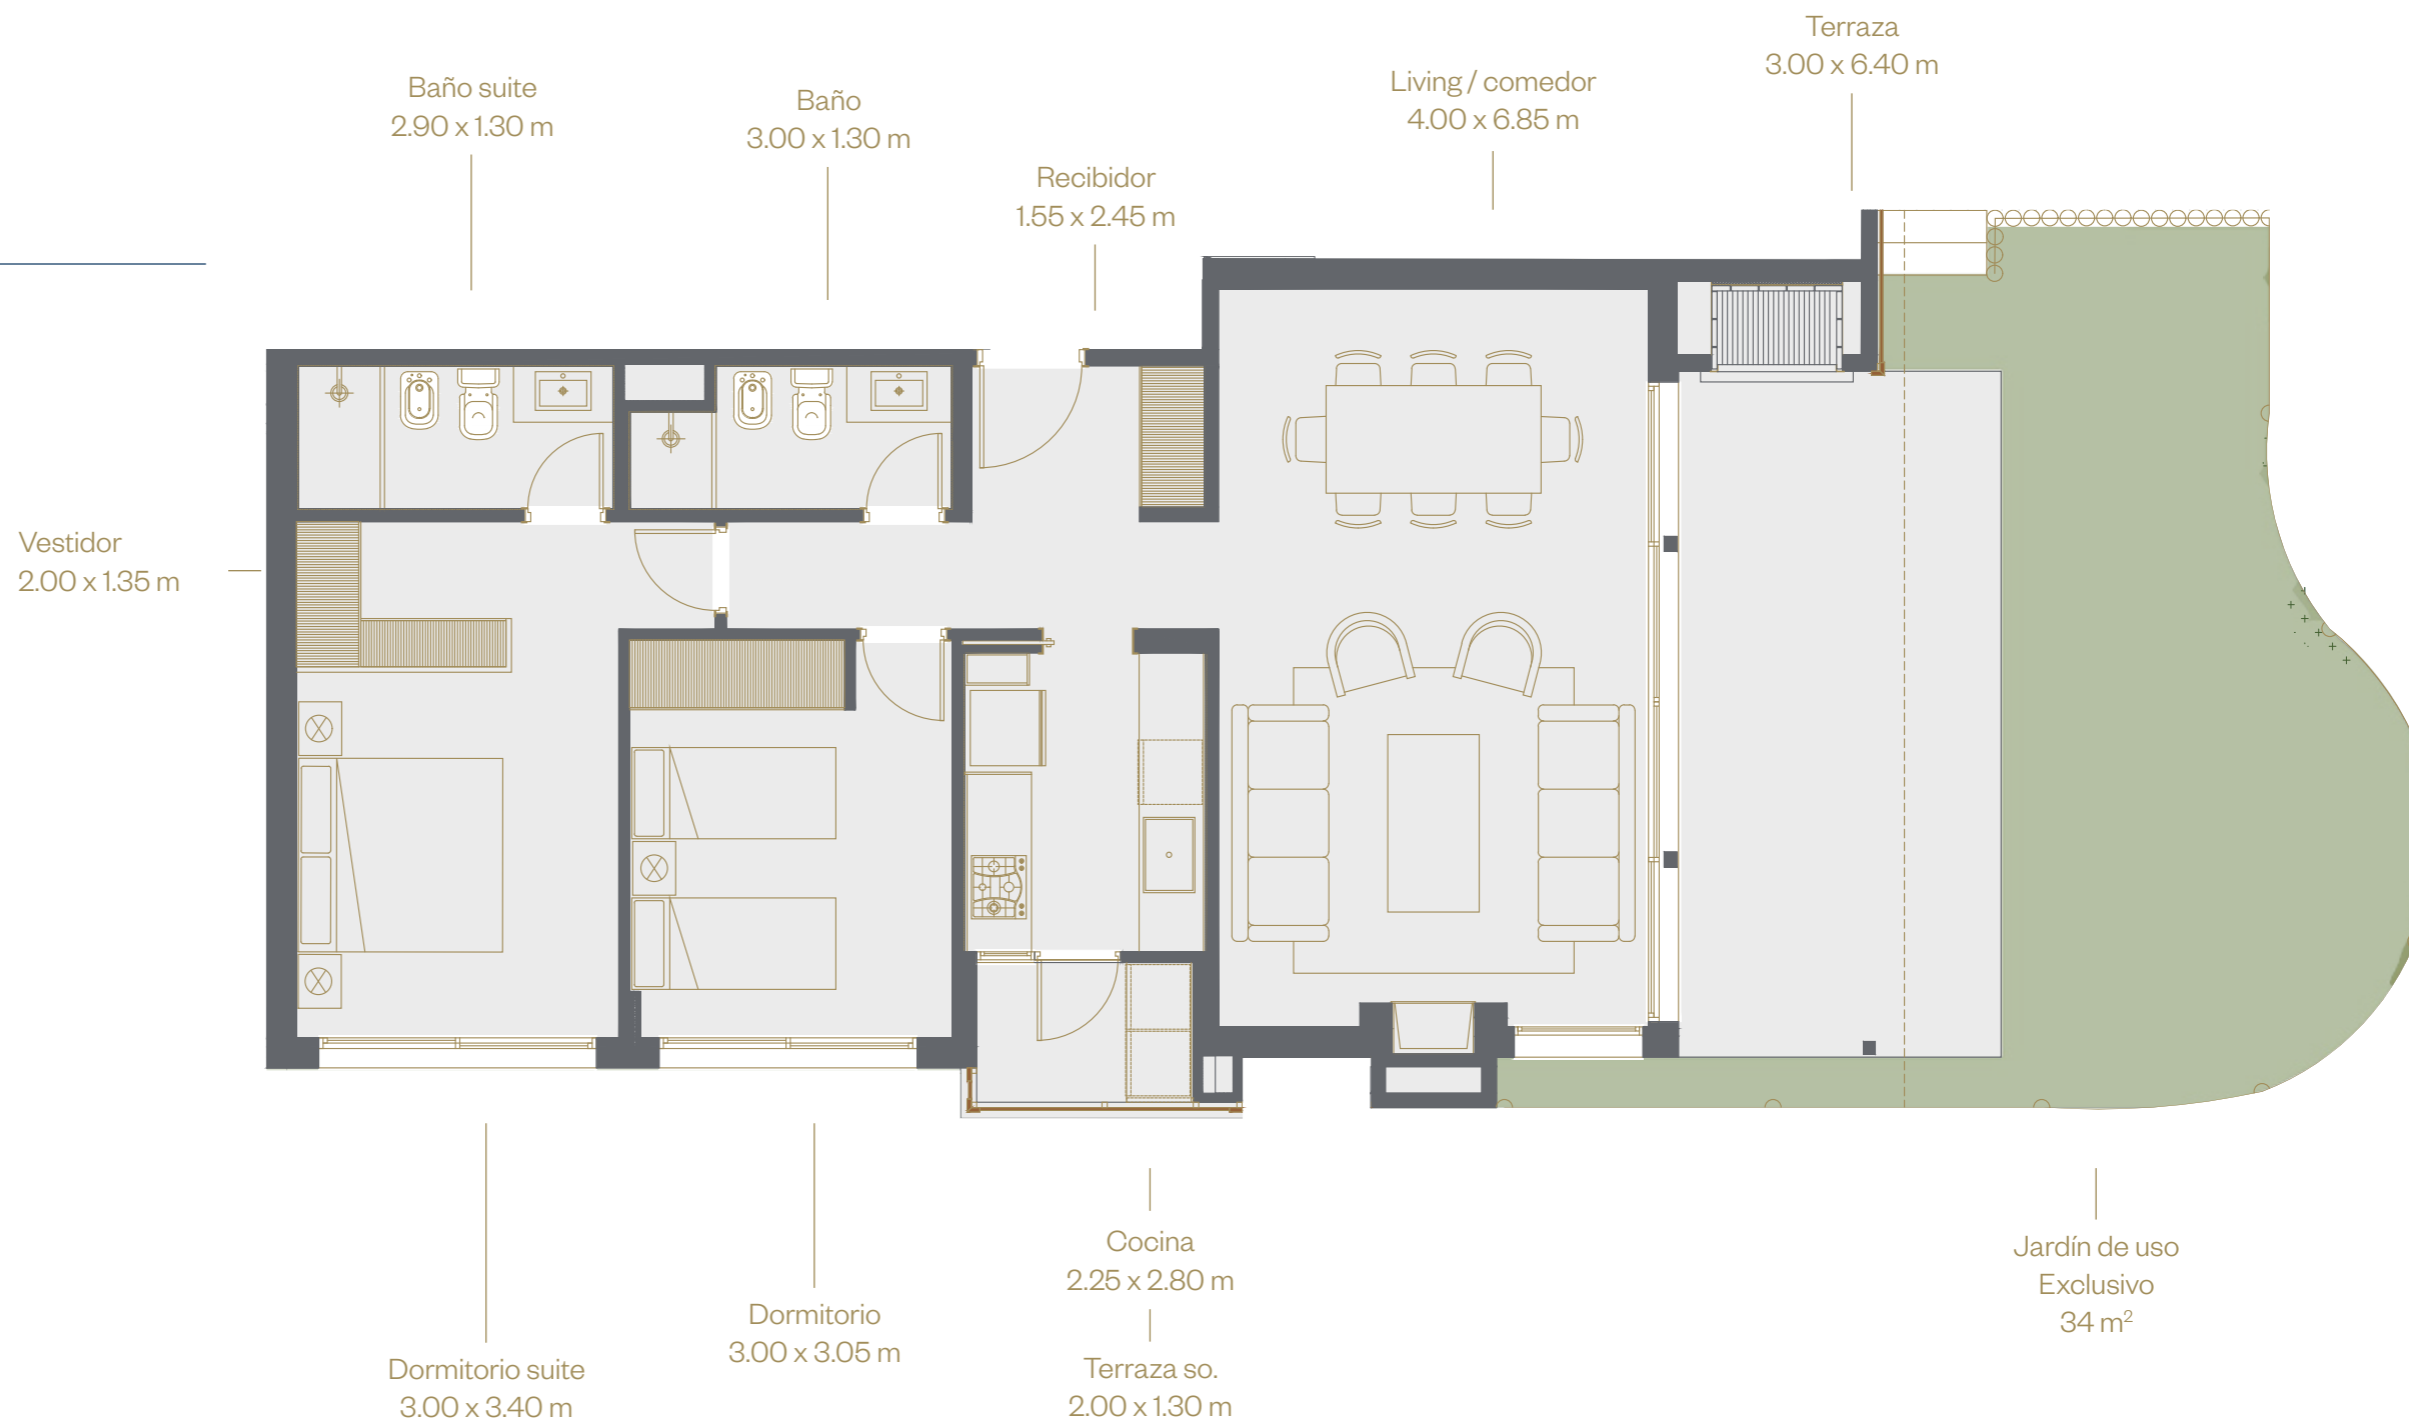 Terraza
3.00 x 6.40 m
Living / comedor
4.00 x 6.85 m
Baño suite
2.90 x 1.30 m
Baño
3.00 x 1.30 m
Recibidor
1.55 x 2.45 m
Vestidor
2.00 x 1.35 m
Cocina
2.25 x 2.80 m
Jardín de uso
Exclusivo
34 m²
Dormitorio
3.00 x 3.05 m
Terraza so.
2.00 x 1.30 m
Dormitorio suite
3.00 x 3.40 m